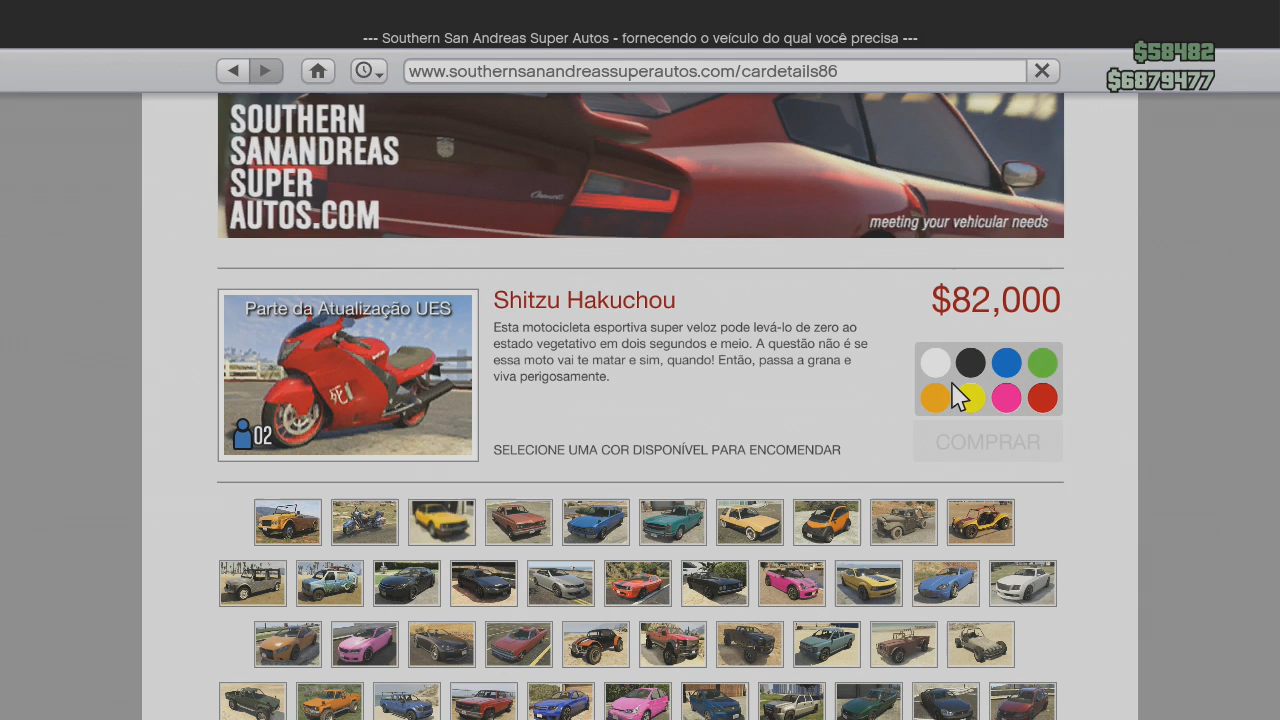 --- Southern San Andreas Super Autos - fornecendo o veículo do qual você precisa ---
$58482
www.southernsanandreassuperautos.com/cardetails86
$6879477
SOUTHERN
SANANDREAS
SUPER
AUTOS.COM
meeting your vehicular needs
Parte da Atualização UES
死
02
Shitzu Hakuchou
$82,000
Esta motocicleta esportiva super veloz pode levá-lo de zero ao
estado vegetativo em dois segundos e meio. A questão não é se
essa moto vai te matar e sim, quando! Então, passa a grana e
viva perigosamente.
SELECIONE UMA COR DISPONÍVEL PARA ENCOMENDAR
COMPRAR